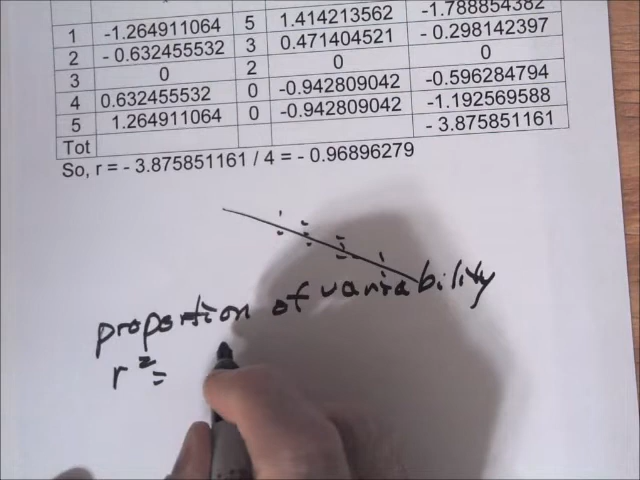 1 -1.264911064 5 1.414213562 -1.788854382
2 - 0.632455532 3 0.471404521 - 0.298142397
3 0 2 0 0
4 0.632455532 0 -0.942809042 -0.596284794
5 1.264911064 0 -0.942809042 -1.192569588
Tot - 3.875851161
So, r = - 3.875851161 / 4 = - 0.96896279
proportion of variability
r² =